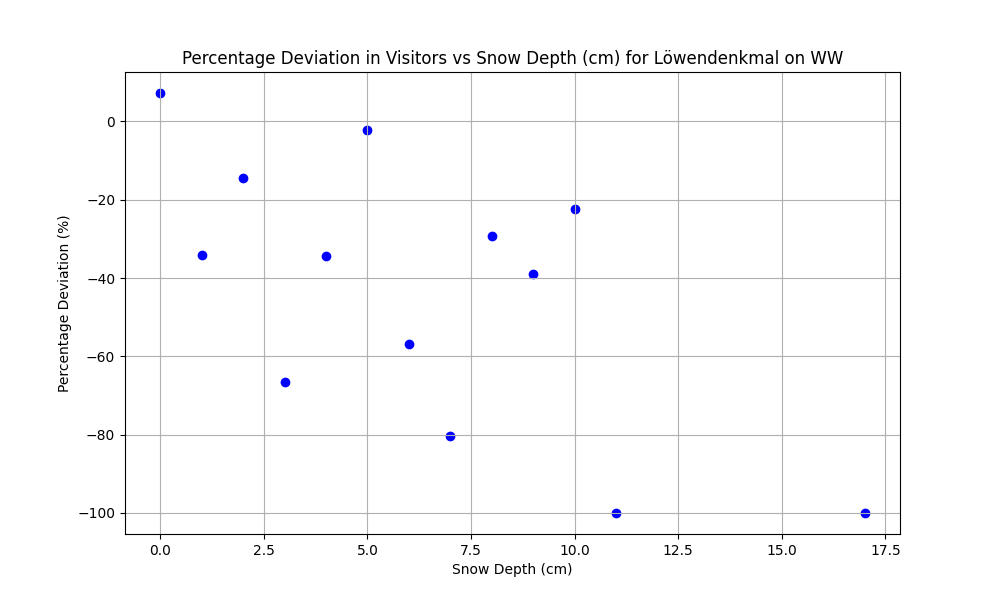 Percentage Deviation in Visitors vs Snow Depth (cm) for Löwendenkmal on WW
0
−20
−40
−60
−80
−100
Percentage Deviation (%)
0.0 2.5 5.0 7.5 10.0 12.5 15.0 17.5
Snow Depth (cm)